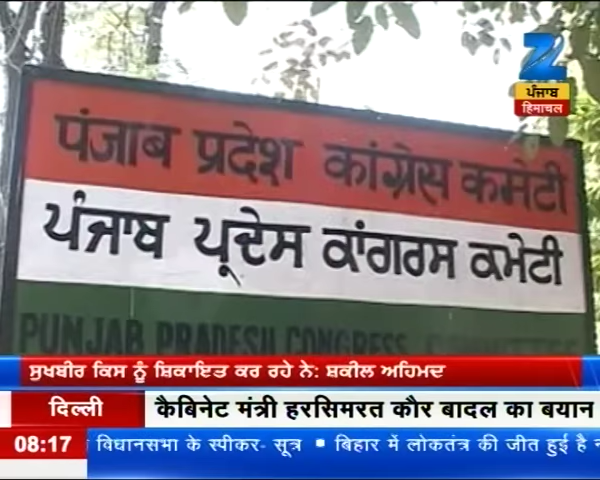 Z
ਪੰਜਾਬ
हिमाचल
पंजाब प्रदेश कांग्रेस कमेटी
ਪੰਜਾਬ ਪ੍ਰਦੇਸ ਕਾਂਗਰਸ ਕਮੇਟੀ
PUNJAB PRADESH CONGRESS COMMITTEE
ਸੁਖਬੀਰ ਕਿਸ ਨੂੰ ਸ਼ਿਕਾਇਤ ਕਰ ਰਹੇ ਨੇ: ਸ਼ਕੀਲ ਅਹਿਮਦ
दिल्ली कैबिनेट मंत्री हरसिमरत कौर बादल का बयान
08:17 विधानसभा के स्पीकर- सूत्र • बिहार में लोकतंत्र की जीत हुई है